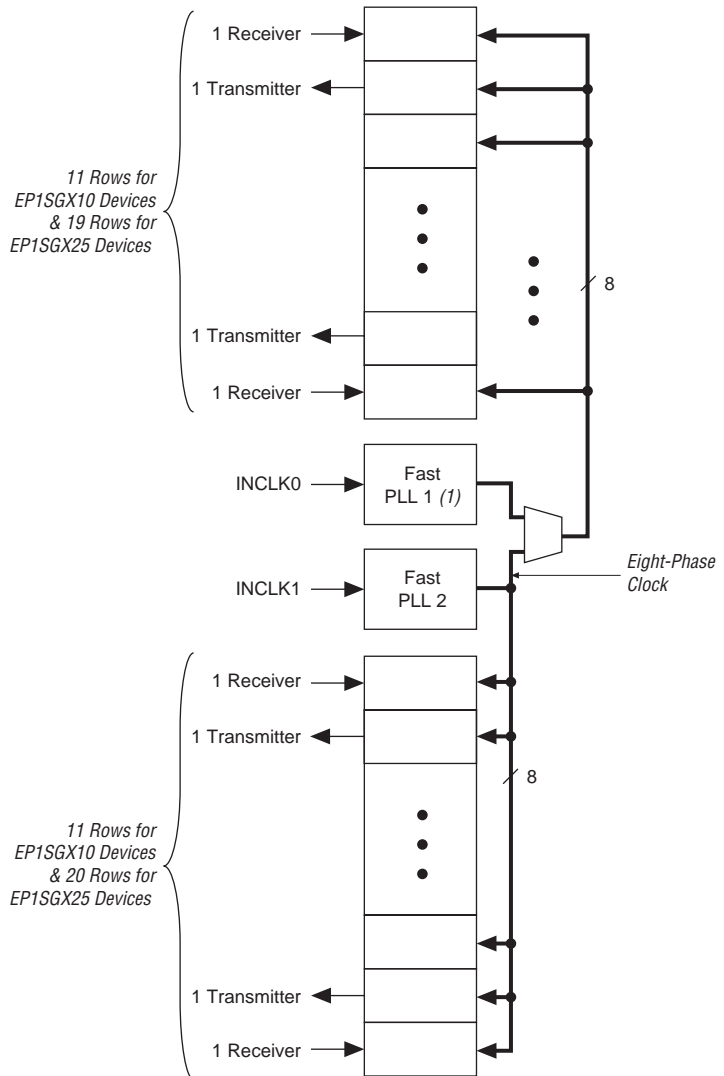 1 Receiver
1 Transmitter
11 Rows for
EP1SGX10 Devices
& 19 Rows for
EP1SGX25 Devices
8
1 Transmitter
1 Receiver
INCLK0
Fast
PLL 1 (1)
INCLK1
Fast
PLL 2
Eight-Phase
Clock
1 Receiver
1 Transmitter
8
11 Rows for
EP1SGX10 Devices
& 20 Rows for
EP1SGX25 Devices
1 Transmitter
1 Receiver